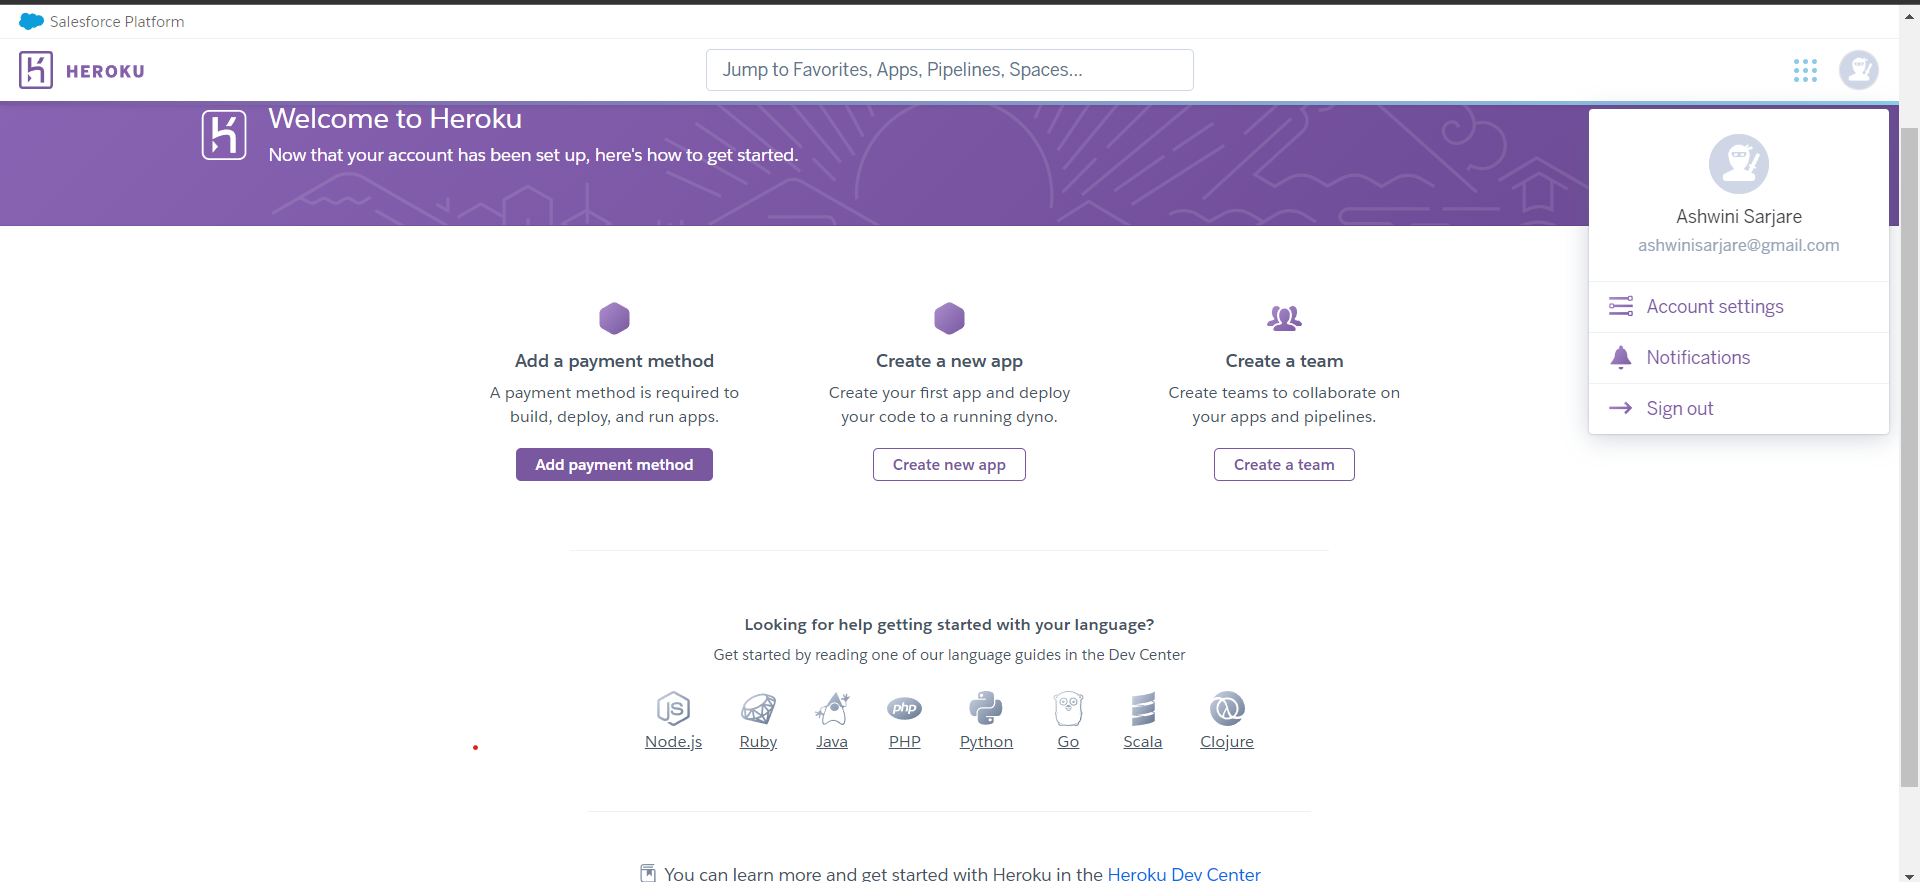 Salesforce Platform
HEROKU
Jump to Favorites, Apps, Pipelines, Spaces...
Welcome to Heroku
Now that your account has been set up, here's how to get started.
Ashwini Sarjare
ashwinisarjare@gmail.com
Account settings
Notifications
Sign out
Add a payment method
A payment method is required to
build, deploy, and run apps.
Add payment method
Create a new app
Create your first app and deploy
your code to a running dyno.
Create new app
Create a team
Create teams to collaborate on
your apps and pipelines.
Create a team
Looking for help getting started with your language?
Get started by reading one of our language guides in the Dev Center
JS
php
Node.js Ruby Java PHP Python Go Scala Clojure
You can learn more and get started with Heroku in the Heroku Dev Center